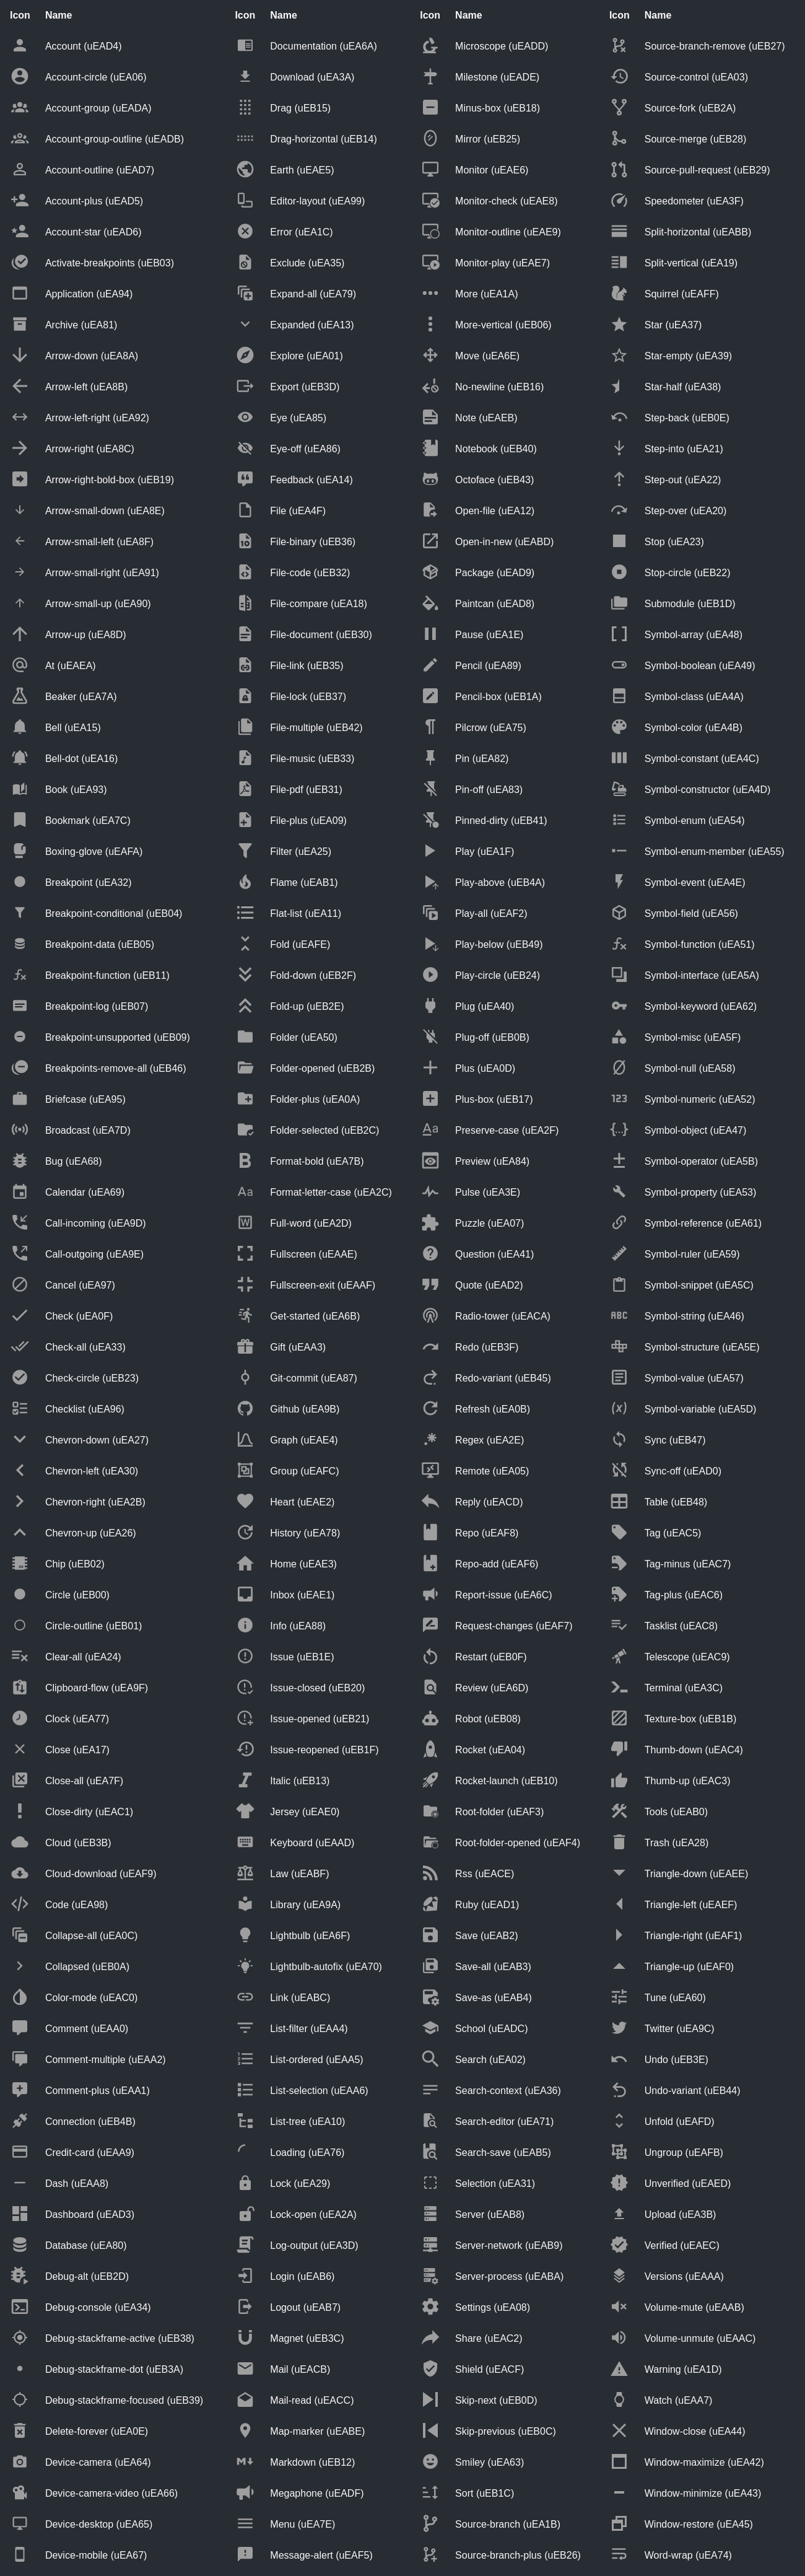 Icon Name
Account (uEAD4)
Account-circle (uEA06)
Account-group (uEADA)
Account-group-outline (uEADB)
Account-outline (uEAD7)
Account-plus (uEAD5)
Account-star (uEAD6)
Activate-breakpoints (uEB03)
Application (uEA94)
Archive (uEA81)
Arrow-down (uEA8A)
Arrow-left (uEA8B)
Arrow-left-right (uEA92)
Arrow-right (uEA8C)
Arrow-right-bold-box (uEB19)
Arrow-small-down (uEA8E)
Arrow-small-left (uEA8F)
Arrow-small-right (uEA91)
Arrow-small-up (uEA90)
Arrow-up (uEA8D)
At (uEAEA)
Beaker (uEA7A)
Bell (uEA15)
Bell-dot (uEA16)
Book (uEA93)
Bookmark (uEA7C)
Boxing-glove (uEAFA)
Breakpoint (uEA32)
Breakpoint-conditional (uEB04)
Breakpoint-data (uEB05)
Breakpoint-function (uEB11)
Breakpoint-log (uEB07)
Breakpoint-unsupported (uEB09)
Breakpoints-remove-all (uEB46)
Briefcase (uEA95)
Broadcast (uEA7D)
Bug (uEA68)
Calendar (uEA69)
Call-incoming (uEA9D)
Call-outgoing (uEA9E)
Cancel (uEA97)
Check (uEA0F)
Check-all (uEA33)
Check-circle (uEB23)
Checklist (uEA96)
Chevron-down (uEA27)
Chevron-left (uEA30)
Chevron-right (uEA2B)
Chevron-up (uEA26)
Chip (uEB02)
Circle (uEB00)
Circle-outline (uEB01)
Clear-all (uEA24)
Clipboard-flow (uEA9F)
Clock (uEA77)
Close (uEA17)
Close-all (uEA7F)
Close-dirty (uEAC1)
Cloud (uEB3B)
Cloud-download (uEAF9)
Code (uEA98)
Collapse-all (uEA0C)
Collapsed (uEB0A)
Color-mode (uEAC0)
Comment (uEAA0)
Comment-multiple (uEAA2)
Comment-plus (uEAA1)
Connection (uEB4B)
Credit-card (uEAA9)
Dash (uEAA8)
Dashboard (uEAD3)
Database (uEA80)
Debug-alt (uEB2D)
Debug-console (uEA34)
Debug-stackframe-active (uEB38)
Debug-stackframe-dot (uEB3A)
Debug-stackframe-focused (uEB39)
Delete-forever (uEA0E)
Device-camera (uEA64)
Device-camera-video (uEA66)
Device-desktop (uEA65)
Device-mobile (uEA67)
Icon Name
Documentation (uEA6A)
Download (uEA3A)
Drag (uEB15)
Drag-horizontal (uEB14)
Earth (uEAE5)
Editor-layout (uEA99)
Error (uEA1C)
Exclude (uEA35)
Expand-all (uEA79)
Expanded (uEA13)
Explore (uEA01)
Export (uEB3D)
Eye (uEA85)
Eye-off (uEA86)
Feedback (uEA14)
File (uEA4F)
File-binary (uEB36)
File-code (uEB32)
File-compare (uEA18)
File-document (uEB30)
File-link (uEB35)
File-lock (uEB37)
File-multiple (uEB42)
File-music (uEB33)
File-pdf (uEB31)
File-plus (uEA09)
Filter (uEA25)
Flame (uEAB1)
Flat-list (uEA11)
Fold (uEAFE)
Fold-down (uEB2F)
Fold-up (uEB2E)
Folder (uEA50)
Folder-opened (uEB2B)
Folder-plus (uEA0A)
Folder-selected (uEB2C)
Format-bold (uEA7B)
Format-letter-case (uEA2C)
Full-word (uEA2D)
Fullscreen (uEAAE)
Fullscreen-exit (uEAAF)
Get-started (uEA6B)
Gift (uEAA3)
Git-commit (uEA87)
Github (uEA9B)
Graph (uEAE4)
Group (uEAFC)
Heart (uEAE2)
History (uEA78)
Home (uEAE3)
Inbox (uEAE1)
Info (uEA88)
Issue (uEB1E)
Issue-closed (uEB20)
Issue-opened (uEB21)
Issue-reopened (uEB1F)
Italic (uEB13)
Jersey (uEAE0)
Keyboard (uEAAD)
Law (uEABF)
Library (uEA9A)
Lightbulb (uEA6F)
Lightbulb-autofix (uEA70)
Link (uEABC)
List-filter (uEAA4)
List-ordered (uEAA5)
List-selection (uEAA6)
List-tree (uEA10)
Loading (uEA76)
Lock (uEA29)
Lock-open (uEA2A)
Log-output (uEA3D)
Login (uEAB6)
Logout (uEAB7)
Magnet (uEB3C)
Mail (uEACB)
Mail-read (uEACC)
Map-marker (uEABE)
Markdown (uEB12)
Megaphone (uEADF)
Menu (uEA7E)
Message-alert (uEAF5)
Icon Name
Microscope (uEADD)
Milestone (uEADE)
Minus-box (uEB18)
Mirror (uEB25)
Monitor (uEAE6)
Monitor-check (uEAE8)
Monitor-outline (uEAE9)
Monitor-play (uEAE7)
More (uEA1A)
More-vertical (uEB06)
Move (uEA6E)
No-newline (uEB16)
Note (uEAEB)
Notebook (uEB40)
Octoface (uEB43)
Open-file (uEA12)
Open-in-new (uEABD)
Package (uEAD9)
Paintcan (uEAD8)
Pause (uEA1E)
Pencil (uEA89)
Pencil-box (uEB1A)
Pilcrow (uEA75)
Pin (uEA82)
Pin-off (uEA83)
Pinned-dirty (uEB41)
Play (uEA1F)
Play-above (uEB4A)
Play-all (uEAF2)
Play-below (uEB49)
Play-circle (uEB24)
Plug (uEA40)
Plug-off (uEB0B)
Plus (uEA0D)
Plus-box (uEB17)
Preserve-case (uEA2F)
Preview (uEA84)
Pulse (uEA3E)
Puzzle (uEA07)
Question (uEA41)
Quote (uEAD2)
Radio-tower (uEACA)
Redo (uEB3F)
Redo-variant (uEB45)
Refresh (uEA0B)
Regex (uEA2E)
Remote (uEA05)
Reply (uEACD)
Repo (uEAF8)
Repo-add (uEAF6)
Report-issue (uEA6C)
Request-changes (uEAF7)
Restart (uEB0F)
Review (uEA6D)
Robot (uEB08)
Rocket (uEA04)
Rocket-launch (uEB10)
Root-folder (uEAF3)
Root-folder-opened (uEAF4)
Rss (uEACE)
Ruby (uEAD1)
Save (uEAB2)
Save-all (uEAB3)
Save-as (uEAB4)
School (uEADC)
Search (uEA02)
Search-context (uEA36)
Search-editor (uEA71)
Search-save (uEAB5)
Selection (uEA31)
Server (uEAB8)
Server-network (uEAB9)
Server-process (uEABA)
Settings (uEA08)
Share (uEAC2)
Shield (uEACF)
Skip-next (uEB0D)
Skip-previous (uEB0C)
Smiley (uEA63)
Sort (uEB1C)
Source-branch (uEA1B)
Source-branch-plus (uEB26)
Icon Name
Source-branch-remove (uEB27)
Source-control (uEA03)
Source-fork (uEB2A)
Source-merge (uEB28)
Source-pull-request (uEB29)
Speedometer (uEA3F)
Split-horizontal (uEABB)
Split-vertical (uEA19)
Squirrel (uEAFF)
Star (uEA37)
Star-empty (uEA39)
Star-half (uEA38)
Step-back (uEB0E)
Step-into (uEA21)
Step-out (uEA22)
Step-over (uEA20)
Stop (uEA23)
Stop-circle (uEB22)
Submodule (uEB1D)
Symbol-array (uEA48)
Symbol-boolean (uEA49)
Symbol-class (uEA4A)
Symbol-color (uEA4B)
Symbol-constant (uEA4C)
Symbol-constructor (uEA4D)
Symbol-enum (uEA54)
Symbol-enum-member (uEA55)
Symbol-event (uEA4E)
Symbol-field (uEA56)
Symbol-function (uEA51)
Symbol-interface (uEA5A)
Symbol-keyword (uEA62)
Symbol-misc (uEA5F)
Symbol-null (uEA58)
Symbol-numeric (uEA52)
Symbol-object (uEA47)
Symbol-operator (uEA5B)
Symbol-property (uEA53)
Symbol-reference (uEA61)
Symbol-ruler (uEA59)
Symbol-snippet (uEA5C)
Symbol-string (uEA46)
Symbol-structure (uEA5E)
Symbol-value (uEA57)
Symbol-variable (uEA5D)
Sync (uEB47)
Sync-off (uEAD0)
Table (uEB48)
Tag (uEAC5)
Tag-minus (uEAC7)
Tag-plus (uEAC6)
Tasklist (uEAC8)
Telescope (uEAC9)
Terminal (uEA3C)
Texture-box (uEB1B)
Thumb-down (uEAC4)
Thumb-up (uEAC3)
Tools (uEAB0)
Trash (uEA28)
Triangle-down (uEAEE)
Triangle-left (uEAEF)
Triangle-right (uEAF1)
Triangle-up (uEAF0)
Tune (uEA60)
Twitter (uEA9C)
Undo (uEB3E)
Undo-variant (uEB44)
Unfold (uEAFD)
Ungroup (uEAFB)
Unverified (uEAED)
Upload (uEA3B)
Verified (uEAEC)
Versions (uEAAA)
Volume-mute (uEAAB)
Volume-unmute (uEAAC)
Warning (uEA1D)
Watch (uEAA7)
Window-close (uEA44)
Window-maximize (uEA42)
Window-minimize (uEA43)
Window-restore (uEA45)
Word-wrap (uEA74)